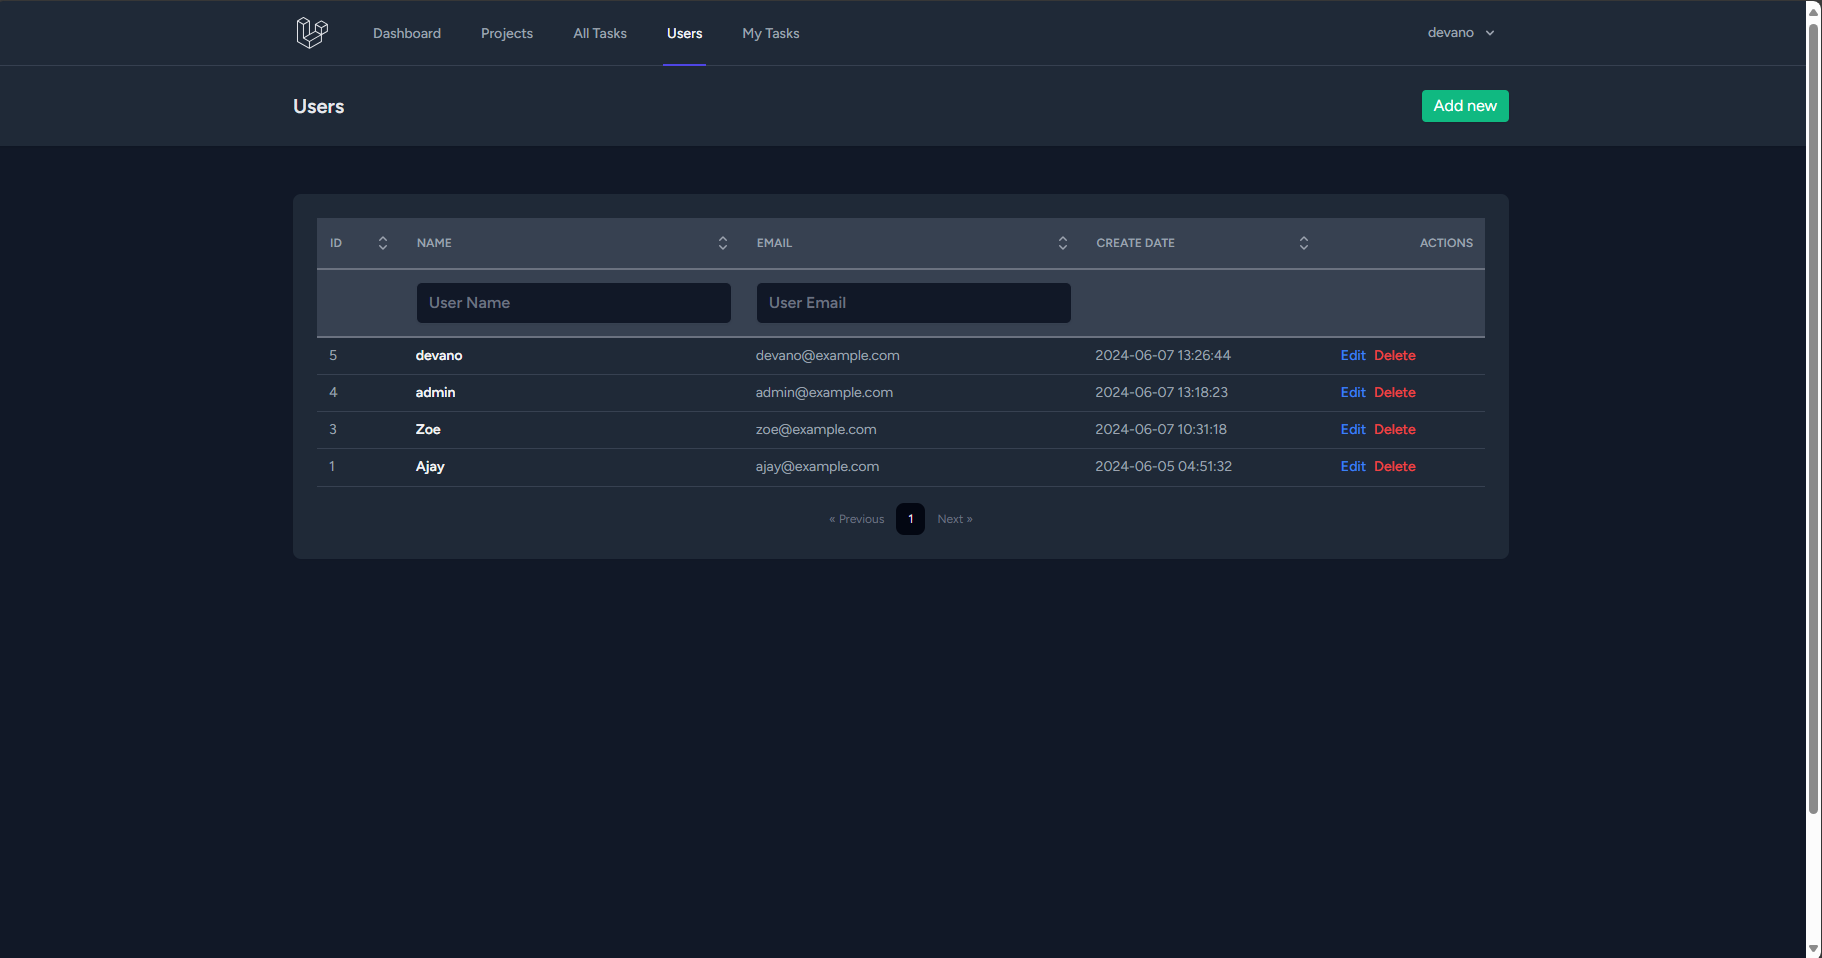 Dashboard Projects All Tasks Users My Tasks devano
Users Add new
ID NAME EMAIL CREATE DATE ACTIONS
User Name User Email
5 devano devano@example.com 2024-06-07 13:26:44 Edit Delete
4 admin admin@example.com 2024-06-07 13:18:23 Edit Delete
3 Zoe zoe@example.com 2024-06-07 10:31:18 Edit Delete
1 Ajay ajay@example.com 2024-06-05 04:51:32 Edit Delete
« Previous 1 Next »